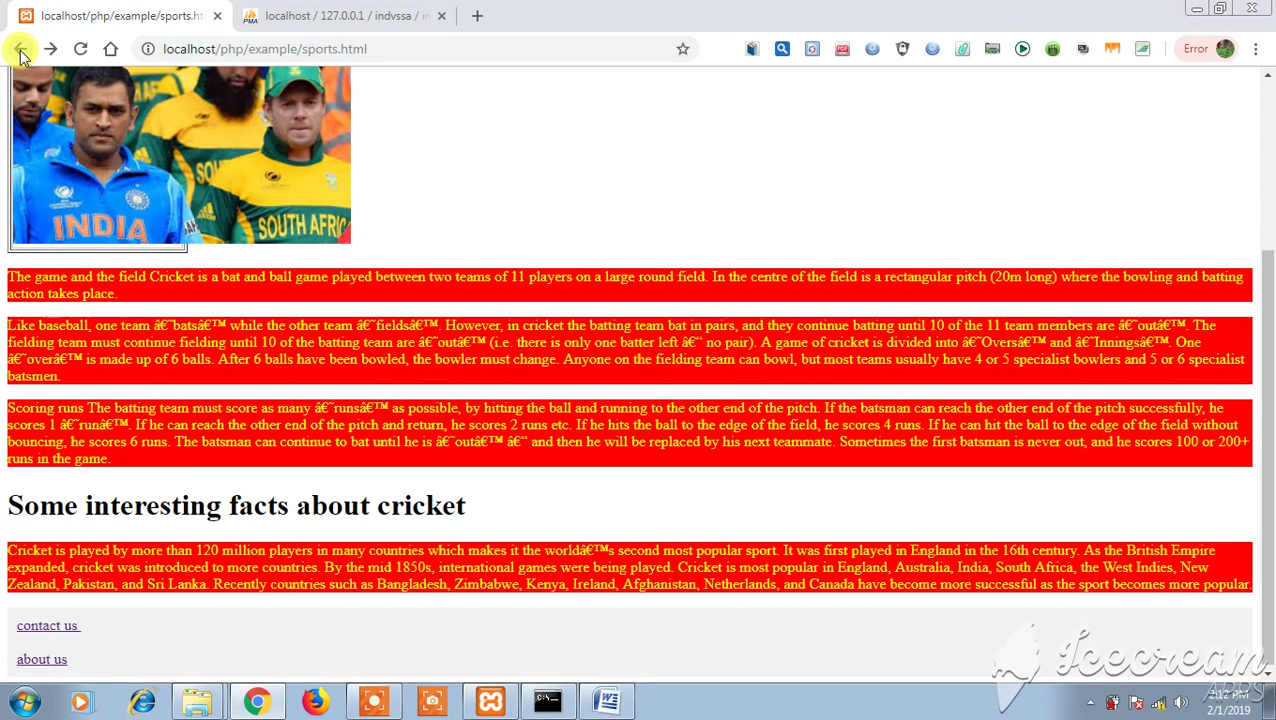 localhost/php/example/sports.ht
localhost / 127.0.0.1 / indvssa /
localhost/php/example/sports.html
Error
INDIA
SOUTH AFRIC
The game and the field Cricket is a bat and ball game played between two teams of 11 players on a large round field. In the centre of the field is a rectangular pitch (20m long) where the bowling and batting
action takes place.
Like baseball, one team â€˜batsâ€™ while the other team â€˜fieldsâ€™. However, in cricket the batting team bat in pairs, and they continue batting until 10 of the 11 team members are â€˜outâ€™. The
fielding team must continue fielding until 10 of the batting team are â€˜outâ€™ (i.e. there is only one batter left â€“ no pair). A game of cricket is divided into â€˜Oversâ€™ and â€˜Inningsâ€™. One
â€˜overâ€™ is made up of 6 balls. After 6 balls have been bowled, the bowler must change. Anyone on the fielding team can bowl, but most teams usually have 4 or 5 specialist bowlers and 5 or 6 specialist
batsmen.
Scoring runs The batting team must score as many â€˜runsâ€™ as possible, by hitting the ball and running to the other end of the pitch. If the batsman can reach the other end of the pitch successfully, he
scores 1 â€˜runâ€™. If he can reach the other end of the pitch and return, he scores 2 runs etc. If he hits the ball to the edge of the field, he scores 4 runs. If he can hit the ball to the edge of the field without
bouncing, he scores 6 runs. The batsman can continue to bat until he is â€˜outâ€™ â€“ and then he will be replaced by his next teammate. Sometimes the first batsman is never out, and he scores 100 or 200+
runs in the game.
Some interesting facts about cricket
Cricket is played by more than 120 million players in many countries which makes it the worldâ€™s second most popular sport. It was first played in England in the 16th century. As the British Empire
expanded, cricket was introduced to more countries. By the mid 1850s, international games were being played. Cricket is most popular in England, Australia, India, South Africa, the West Indies, New
Zealand, Pakistan, and Sri Lanka. Recently countries such as Bangladesh, Zimbabwe, Kenya, Ireland, Afghanistan, Netherlands, and Canada have become more successful as the sport becomes more popular.
contact us
about us
Icecream
APPS
2:12 PM
2/1/2019